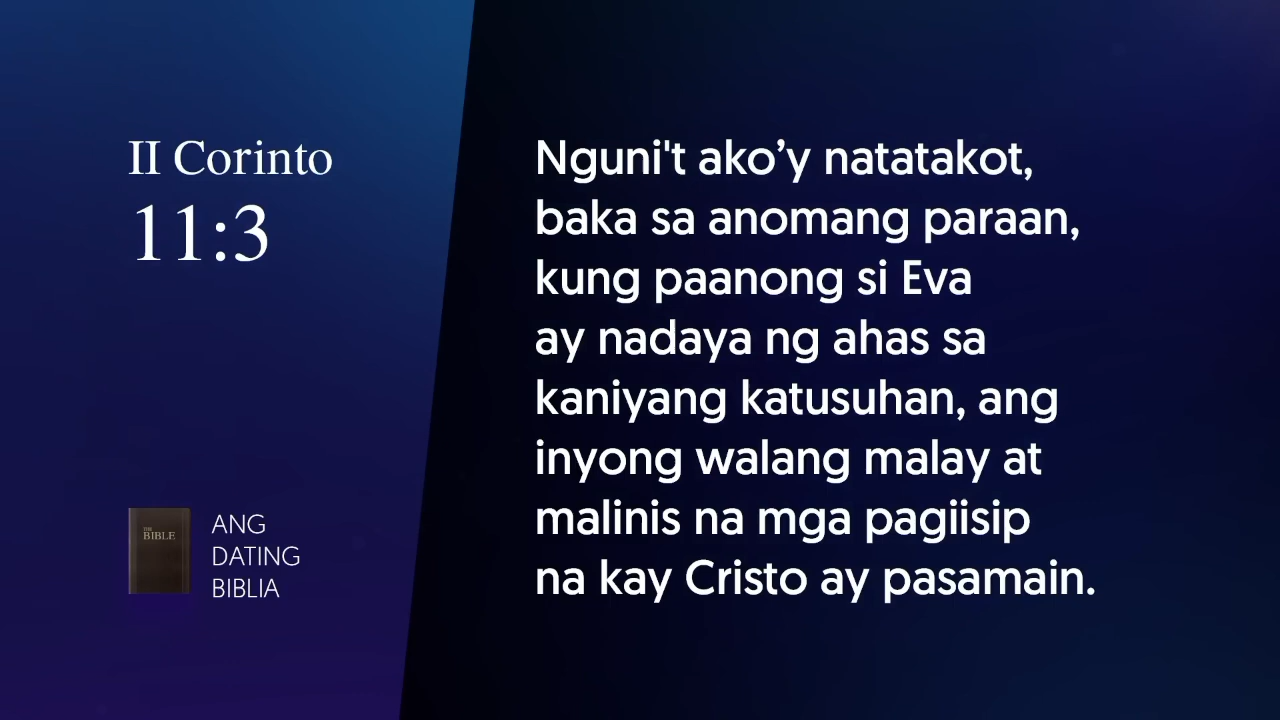 II Corinto
11:3
Nguni't ako’y natatakot,
baka sa anomang paraan,
kung paanong si Eva
ay nadaya ng ahas sa
kaniyang katusuhan, ang
inyong walang malay at
malinis na mga pagiisip
na kay Cristo ay pasamain.
THE
BIBLE
ANG
DATING
BIBLIA